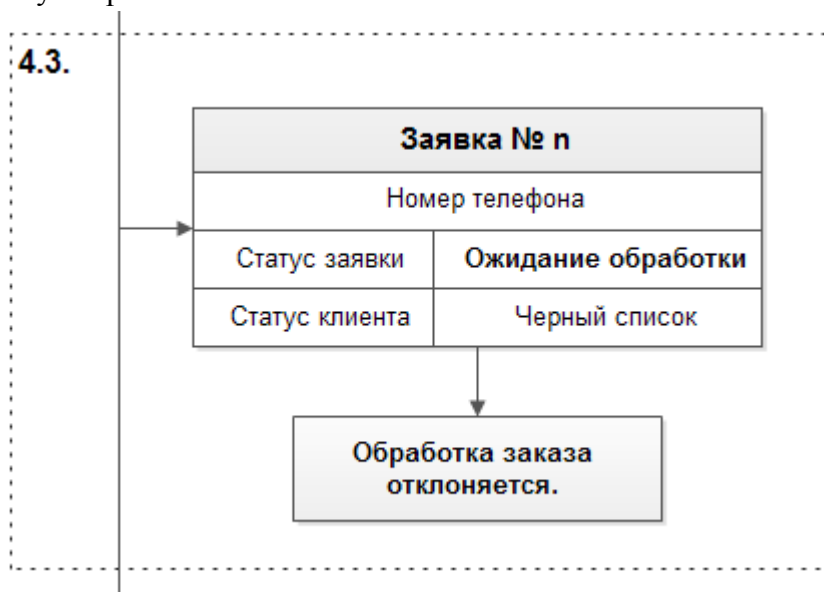 4.3.
Заявка № n
Номер телефона
Статус заявки Ожидание обработки
Статус клиента Черный список
Обработка заказа
отклоняется.